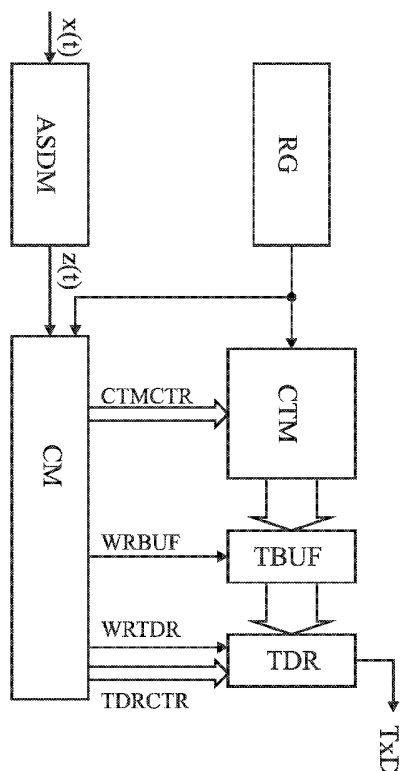 x(t)
ASDM
RG
z(t)
CTMCTR
CTM
CM
WRBUF
TBUF
WRTDR
TDR
TDRCTR
TxD